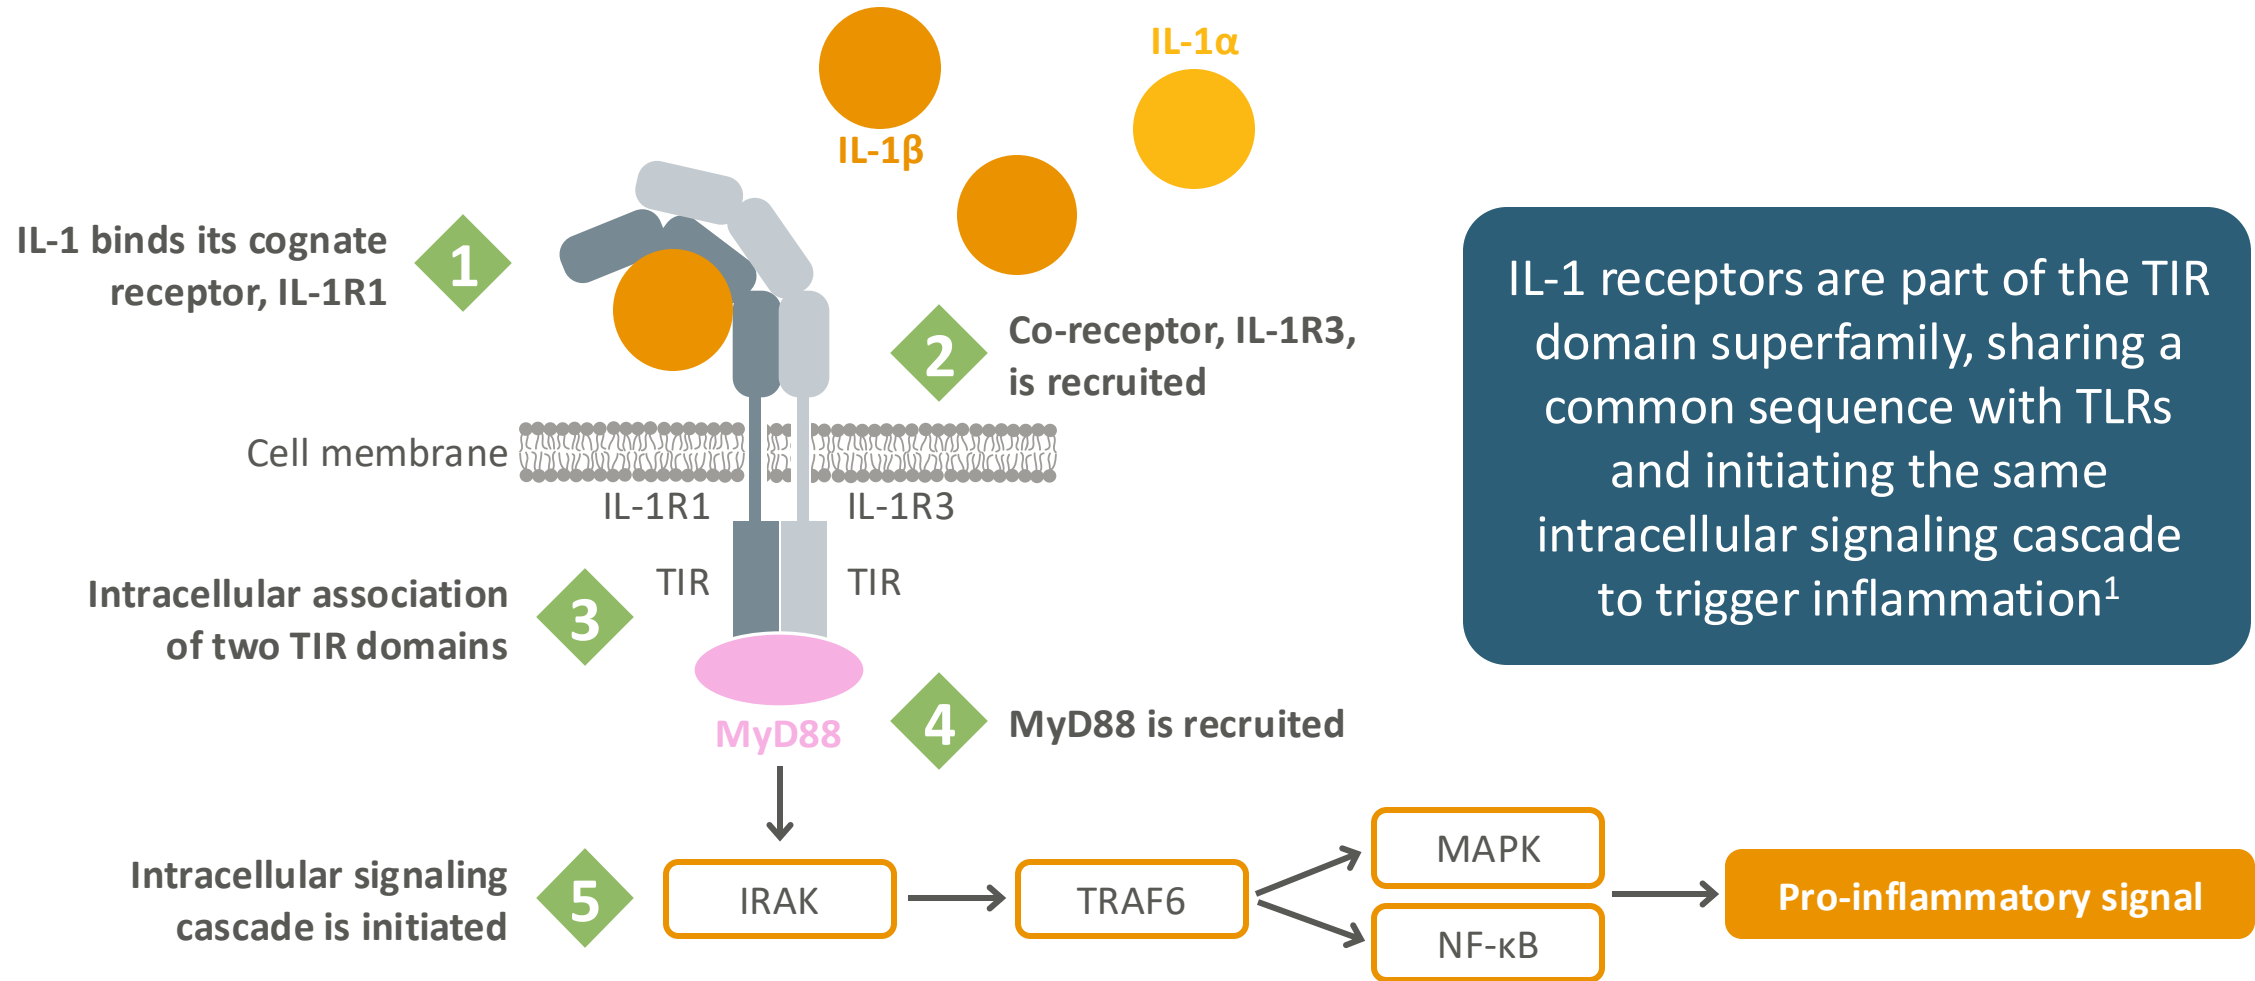 IL-1α
IL-1β
IL-1 binds its cognate
receptor, IL-1R1
1
2
Co-receptor, IL-1R3,
is recruited
Cell membrane
IL-1R1
IL-1R3
TIR
TIR
Intracellular association
of two TIR domains
3
MyD88
4
MyD88 is recruited
Intracellular signaling
cascade is initiated
5
IRAK
TRAF6
MAPK
NF-κB
Pro-inflammatory signal
IL-1 receptors are part of the TIR
domain superfamily, sharing a
common sequence with TLRs
and initiating the same
intracellular signaling cascade
to trigger inflammation¹